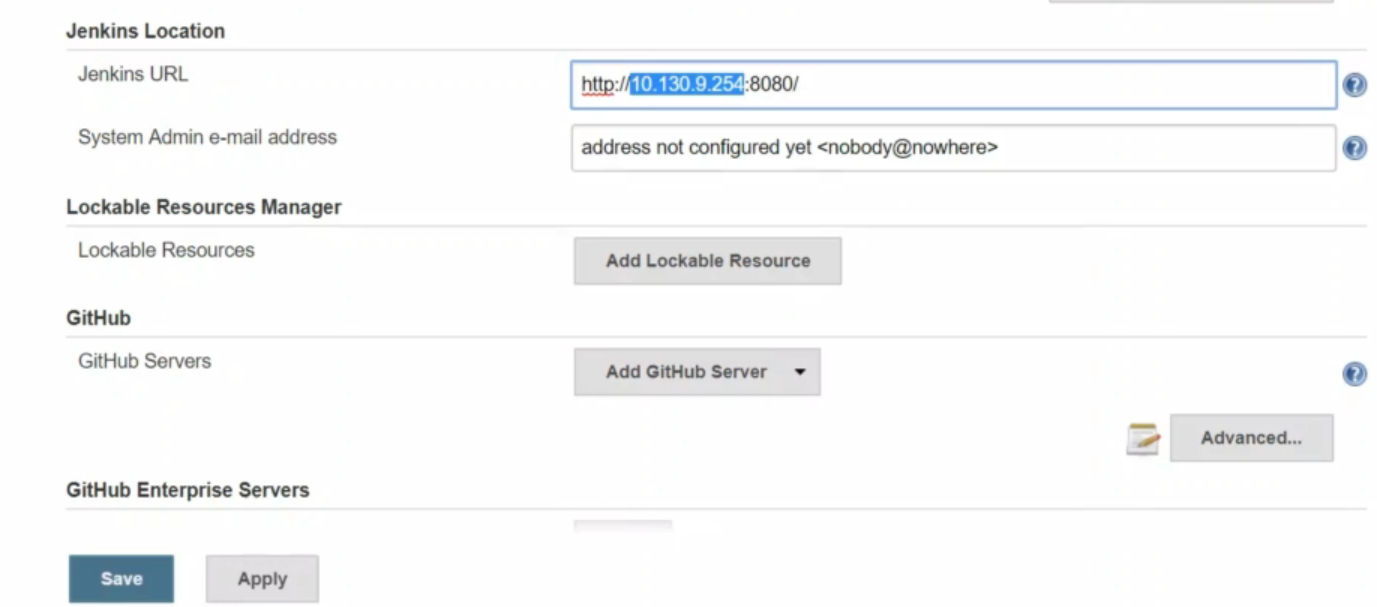 Jenkins Location
Jenkins URL
http://10.130.9.254:8080/
System Admin e-mail address
address not configured yet <nobody@nowhere>
Lockable Resources Manager
Lockable Resources
Add Lockable Resource
GitHub
GitHub Servers
Add GitHub Server
Advanced...
GitHub Enterprise Servers
Save
Apply